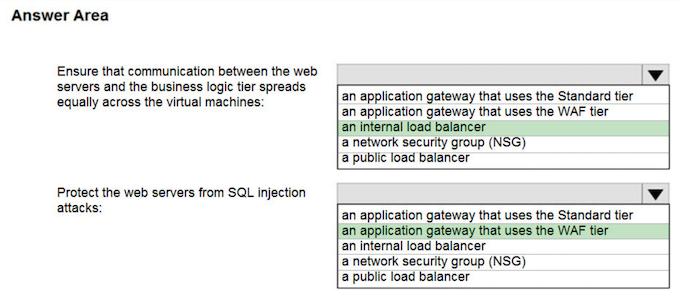 Answer Area
Ensure that communication between the web
servers and the business logic tier spreads
equally across the virtual machines:
an application gateway that uses the Standard tier
an application gateway that uses the WAF tier
an internal load balancer
a network security group (NSG)
a public load balancer
Protect the web servers from SQL injection
attacks:
an application gateway that uses the Standard tier
an application gateway that uses the WAF tier
an internal load balancer
a network security group (NSG)
a public load balancer